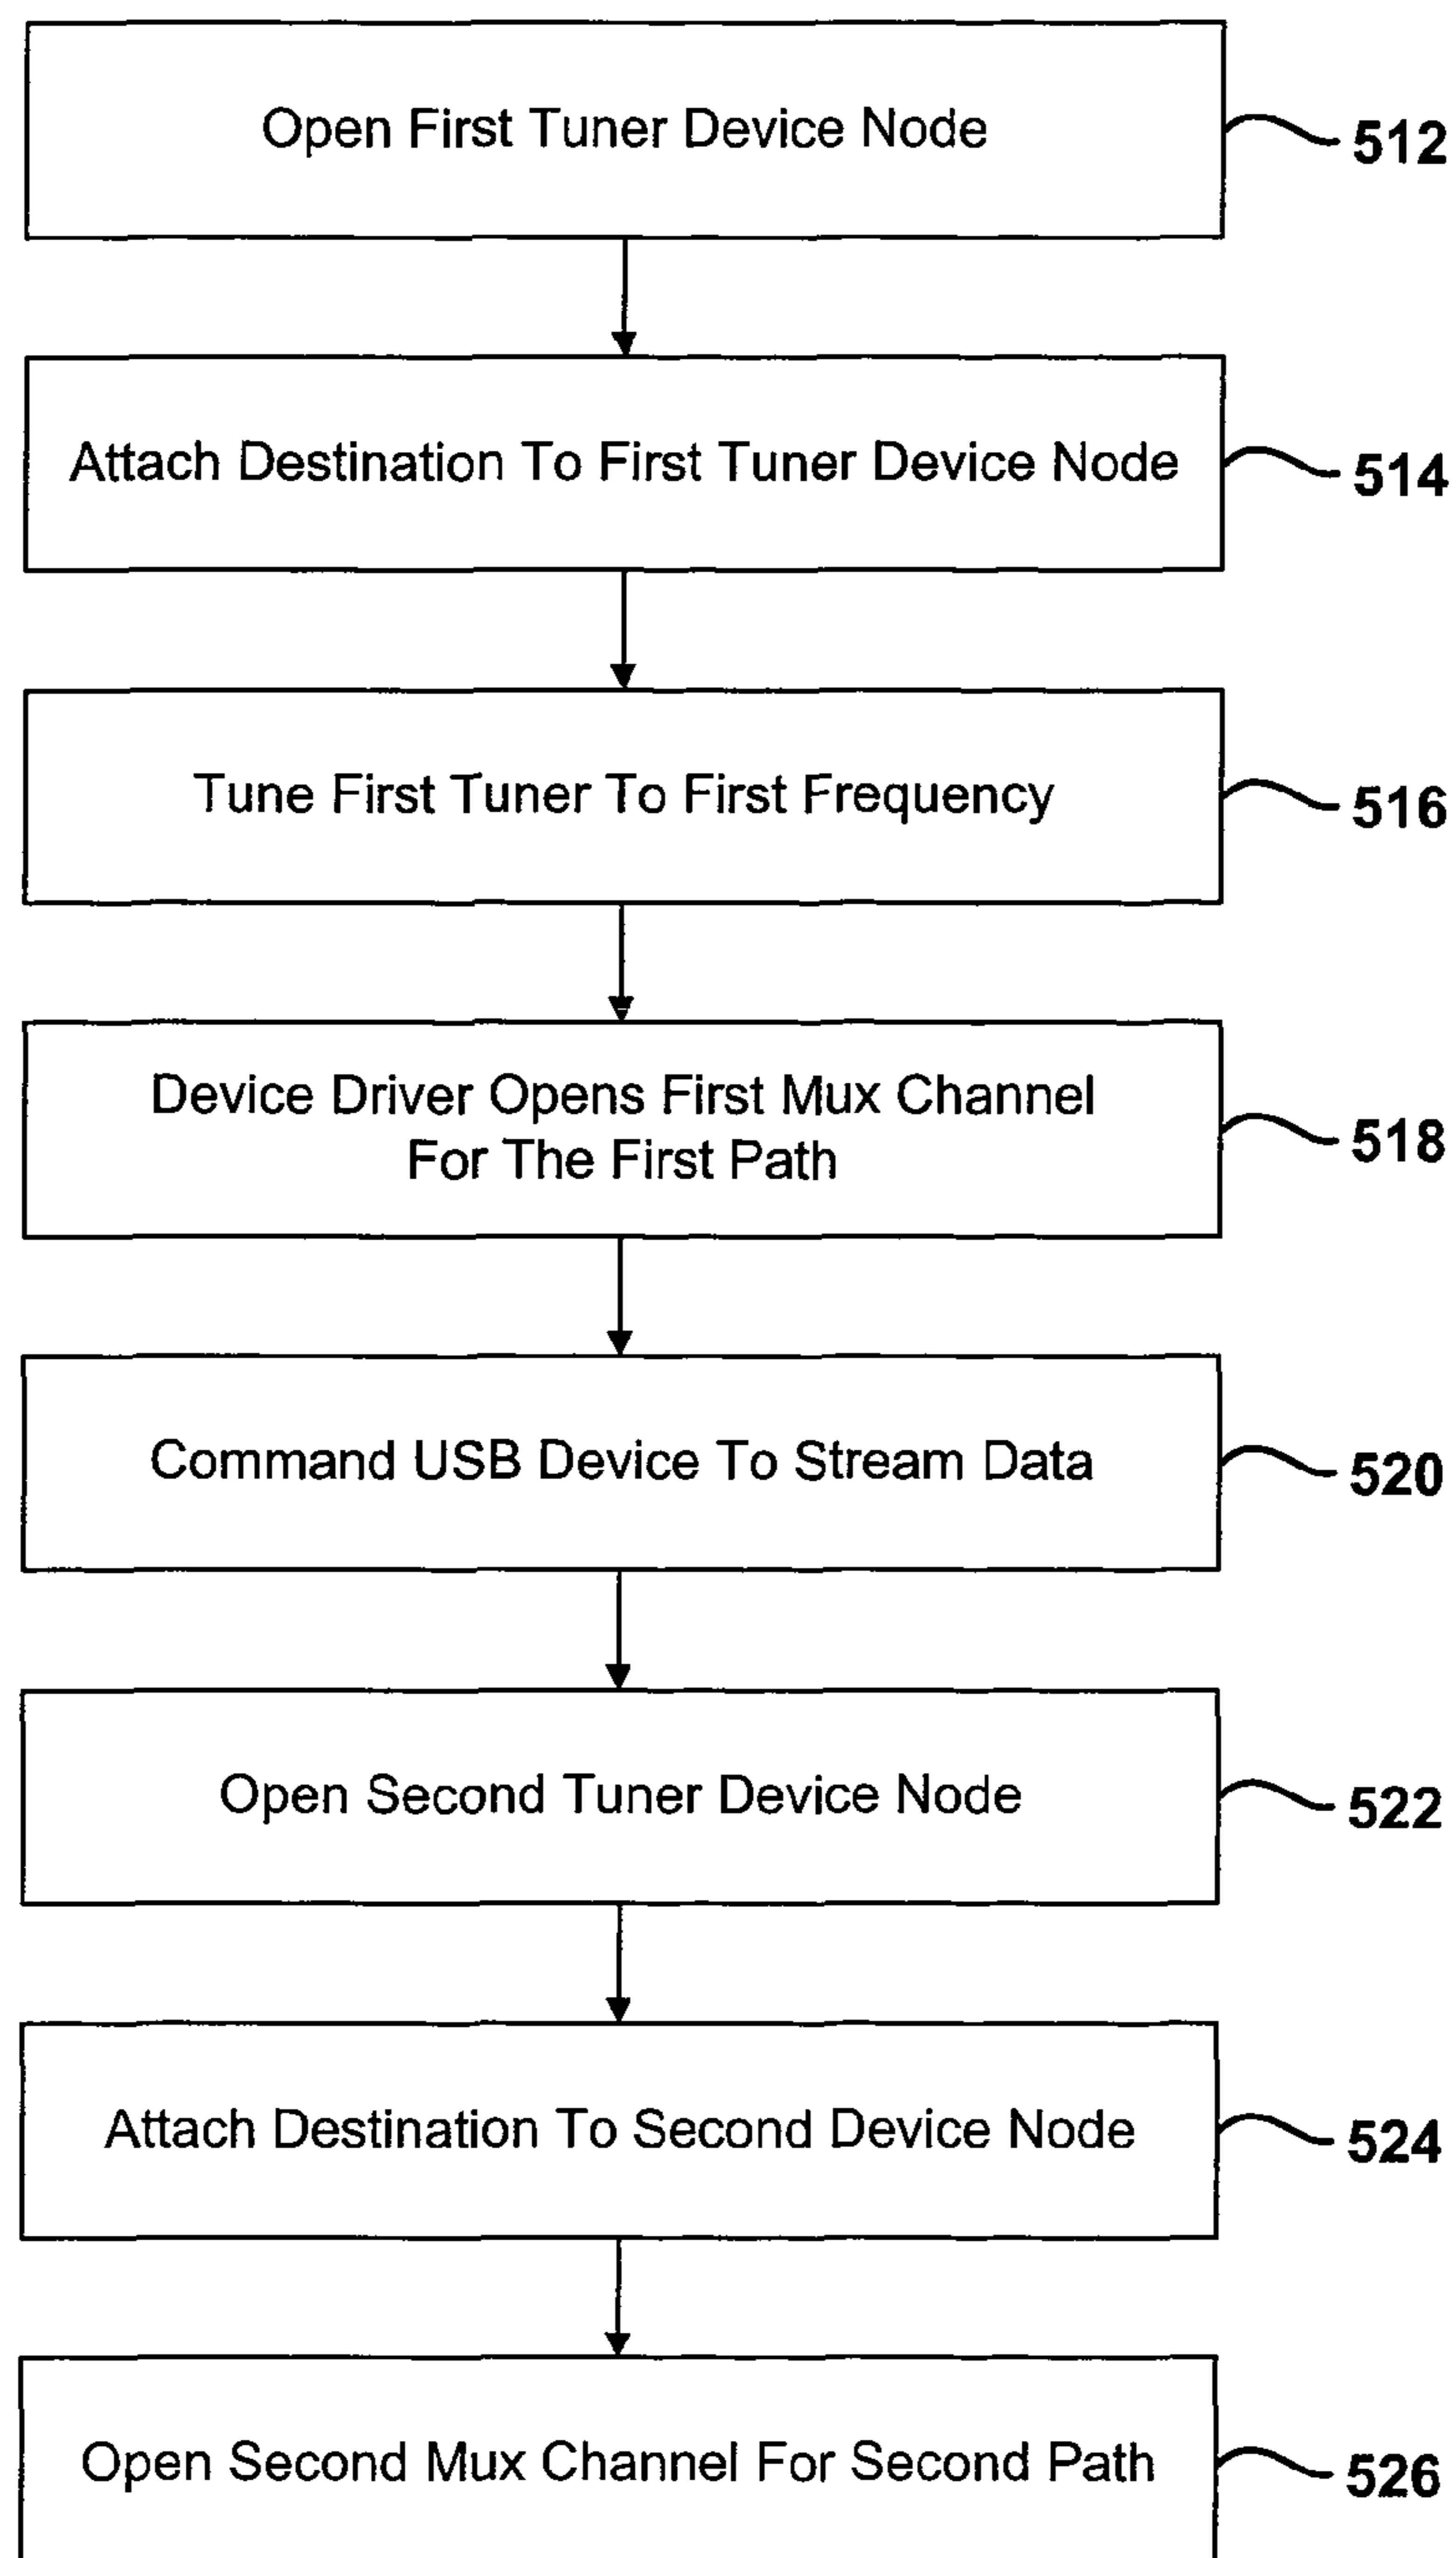 Open First Tuner Device Node
512
Attach Destination To First Tuner Device Node
514
Tune First Tuner To First Frequency
516
Device Driver Opens First Mux Channel
For The First Path
518
Command USB Device To Stream Data
520
Open Second Tuner Device Node
522
Attach Destination To Second Device Node
524
Open Second Mux Channel For Second Path
526